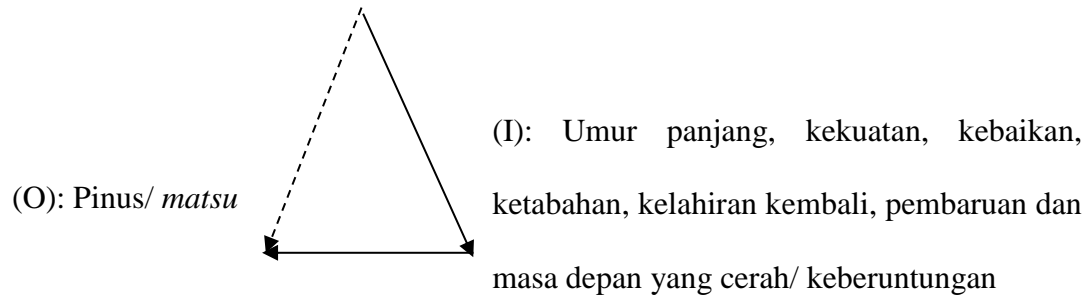 (I): Umur panjang, kekuatan, kebaikan,
(O): Pinus/ matsu
ketabahan, kelahiran kembali, pembaruan dan
masa depan yang cerah/ keberuntungan